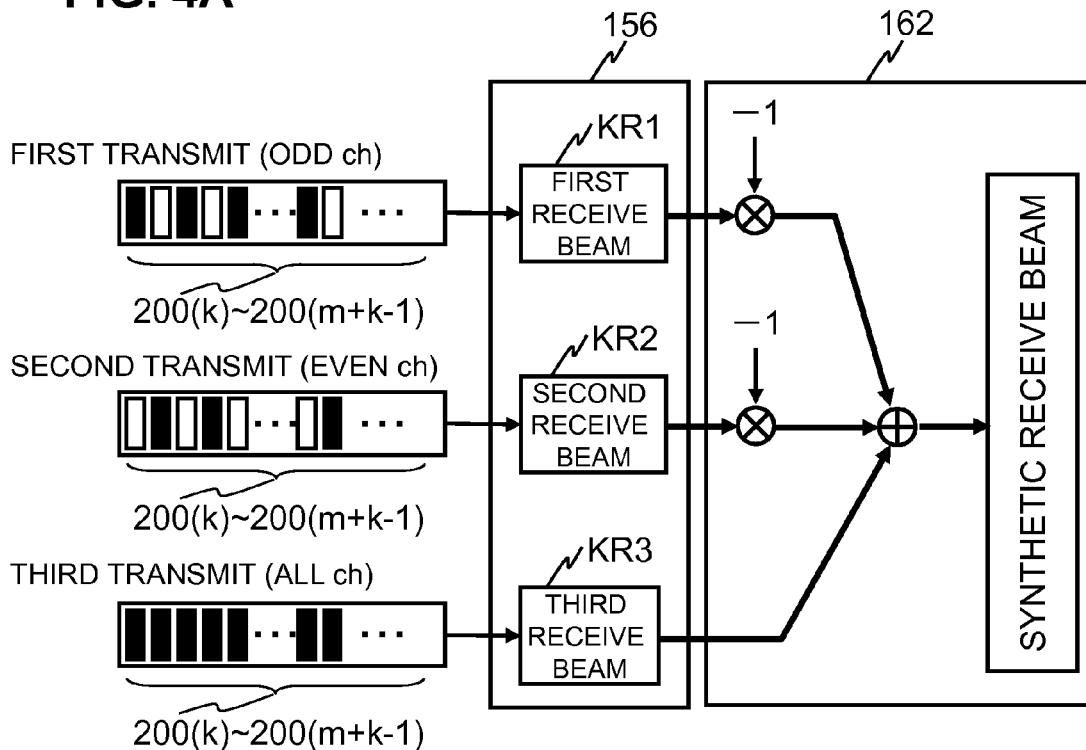 FIG. 4A
156
162
FIRST TRANSMIT (ODD ch)
KR1
FIRST
RECEIVE
BEAM
−1
··· ···
200(k)~200(m+k-1)
SECOND TRANSMIT (EVEN ch)
KR2
SECOND
RECEIVE
BEAM
−1
··· ···
200(k)~200(m+k-1)
THIRD TRANSMIT (ALL ch)
KR3
THIRD
RECEIVE
BEAM
··· ···
200(k)~200(m+k-1)
SYNTHETIC RECEIVE BEAM